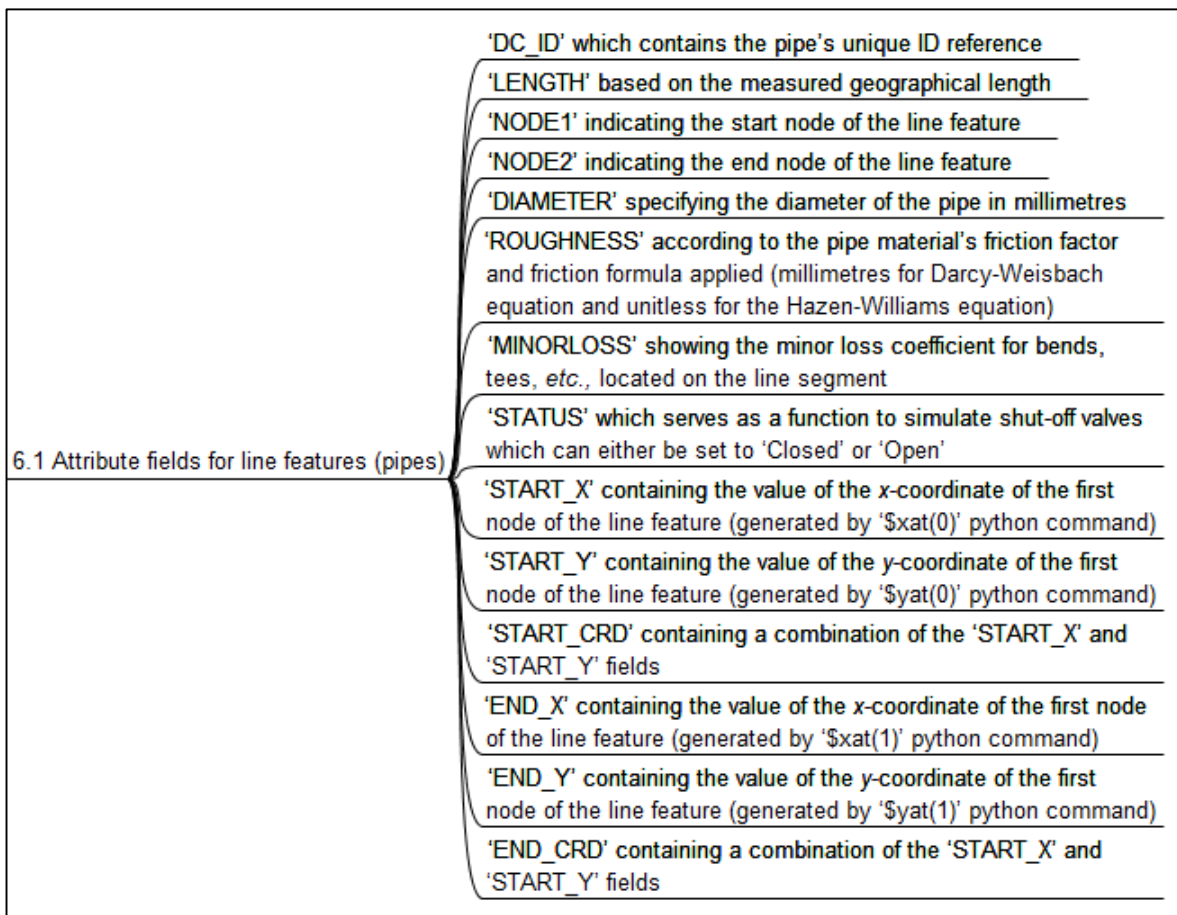 ‘DC_ID’ which contains the pipe’s unique ID reference
‘LENGTH’ based on the measured geographical length
‘NODE1’ indicating the start node of the line feature
‘NODE2’ indicating the end node of the line feature
‘DIAMETER’ specifying the diameter of the pipe in millimetres
‘ROUGHNESS’ according to the pipe material’s friction factor
and friction formula applied (millimetres for Darcy-Weisbach
equation and unitless for the Hazen-Williams equation)
‘MINORLOSS’ showing the minor loss coefficient for bends,
tees, etc., located on the line segment
‘STATUS’ which serves as a function to simulate shut-off valves
which can either be set to ‘Closed’ or ‘Open’
6.1 Attribute fields for line features (pipes)
‘START_X’ containing the value of the x-coordinate of the first
node of the line feature (generated by ‘$xat(0)’ python command)
‘START_Y’ containing the value of the y-coordinate of the first
node of the line feature (generated by ‘$yat(0)’ python command)
‘START_CRD’ containing a combination of the ‘START_X’ and
‘START_Y’ fields
‘END_X’ containing the value of the x-coordinate of the first node
of the line feature (generated by ‘$xat(1)’ python command)
‘END_Y’ containing the value of the y-coordinate of the first
node of the line feature (generated by ‘$yat(1)’ python command)
‘END_CRD’ containing a combination of the ‘START_X’ and
‘START_Y’ fields